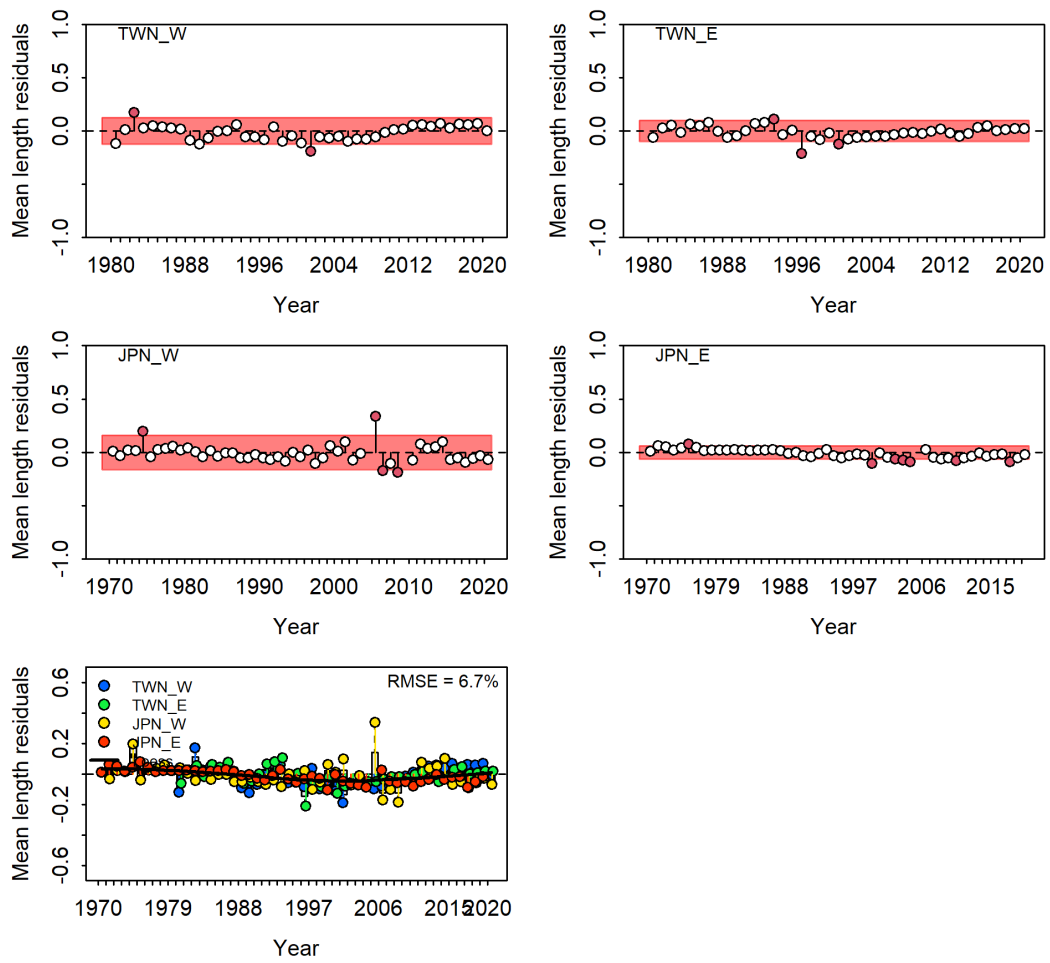 TWN_W
Mean length residuals
1.0
0.5
0.0
-1.0
1980 1988 1996 2004 2012 2020
Year
TWN_E
Mean length residuals
1.0
0.5
0.0
-1.0
1980 1988 1996 2004 2012 2020
Year
JPN_W
Mean length residuals
1.0
0.5
0.0
-1.0
1970 1980 1990 2000 2010 2020
Year
JPN_E
Mean length residuals
1.0
0.5
0.0
-1.0
1970 1979 1988 1997 2006 2015
Year
RMSE = 6.7%
TWN_W
TWN_E
JPN_W
JPN_E
Mean length residuals
0.6
0.2
-0.2
-0.6
1970 1979 1988 1997 2006 2015 2020
Year